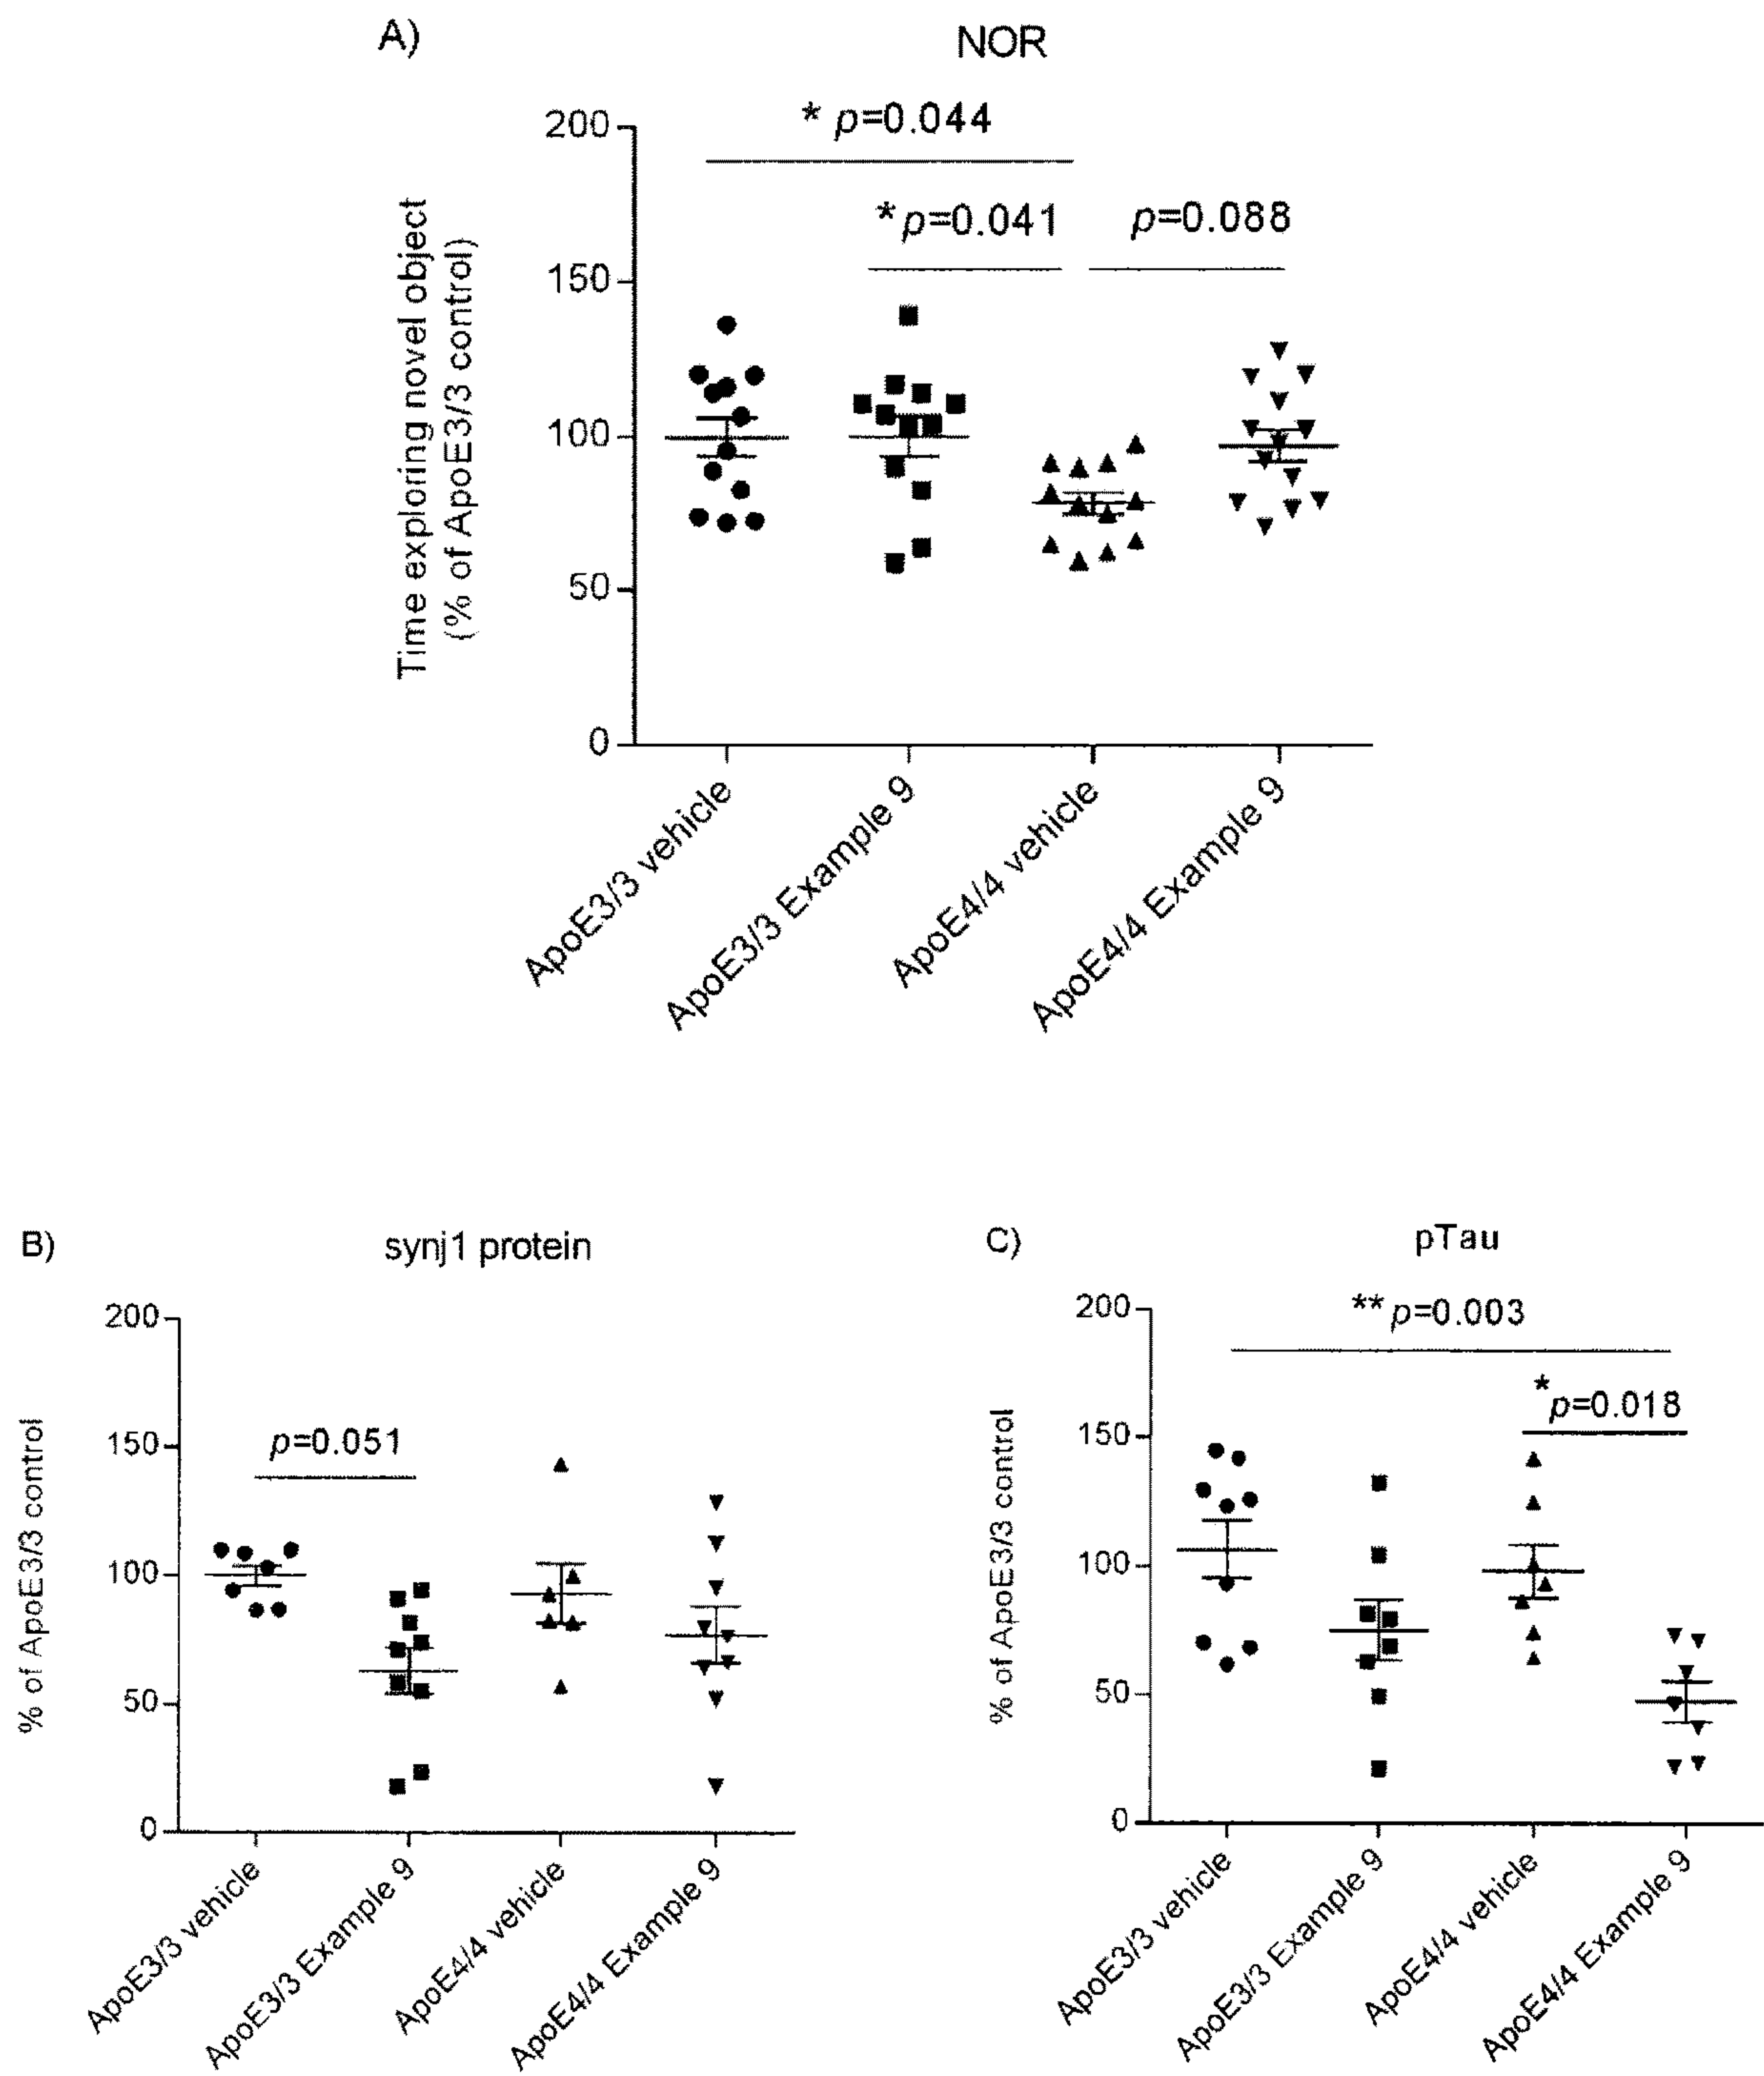 A)
NOR
* p=0.044
*p=0.041
p=0.088
Time exploring novel object
(% of ApoE3/3 control)
200
150
100
50
0
ApoE3/3 vehicle
ApoE3/3 Example 9
ApoE4/4 vehicle
ApoE4/4 Example 9
B)
synj1 protein
p=0.051
% of ApoE3/3 control
200
150
100
50
0
ApoE3/3 vehicle
ApoE3/3 Example 9
ApoE4/4 vehicle
ApoE4/4 Example 9
C)
pTau
** p=0.003
* p=0.018
% of ApoE3/3 control
200
150
100
50
0
ApoE3/3 vehicle
ApoE3/3 Example 9
ApoE4/4 vehicle
ApoE4/4 Example 9